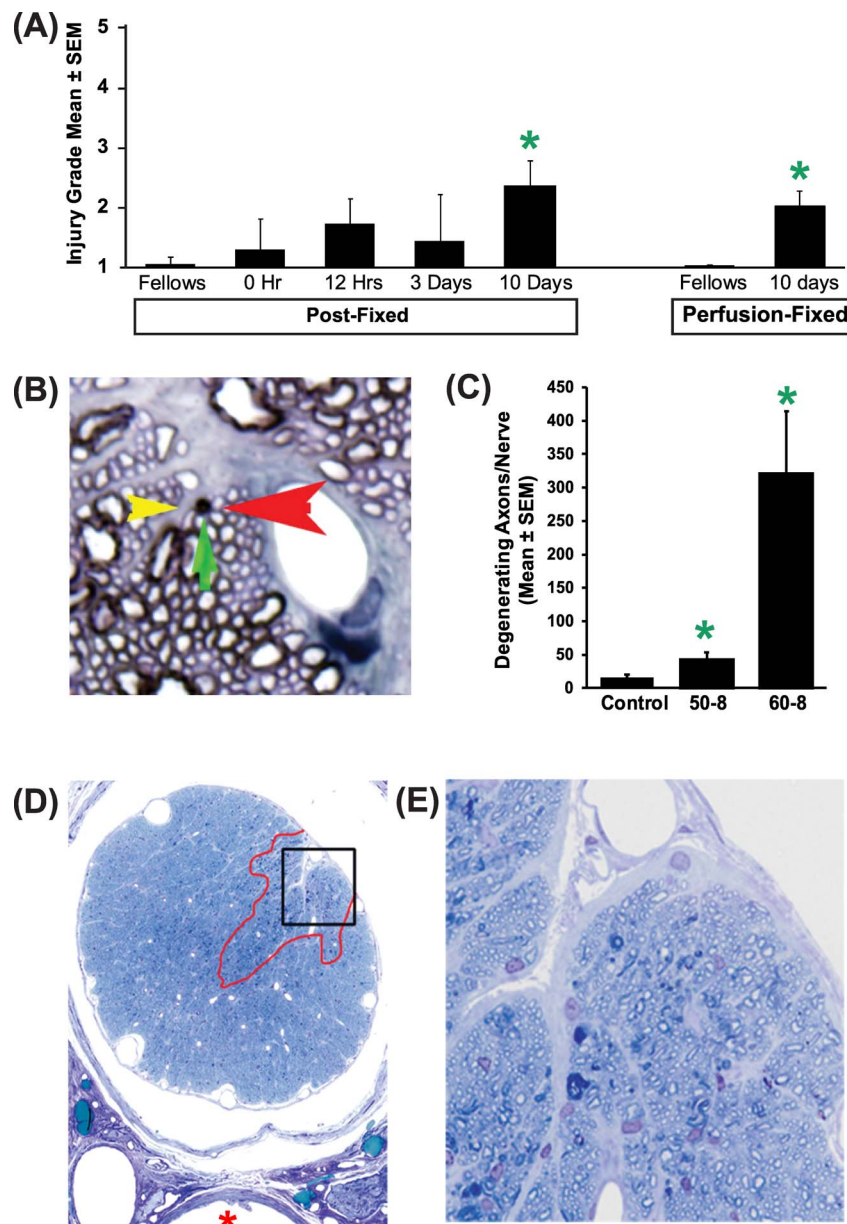 (A)
Injury Grade Mean ± SEM
5
4
3
2
1
*
*
Fellows 0 Hr 12 Hrs 3 Days 10 Days Fellows 10 days
Post-Fixed Perfusion-Fixed
(B)
(C)
Degenerating Axons/Nerve
(Mean ± SEM)
450
400
350
300
250
200
150
100
50
0
*
*
Control 50-8 60-8
(D)
(E)
*